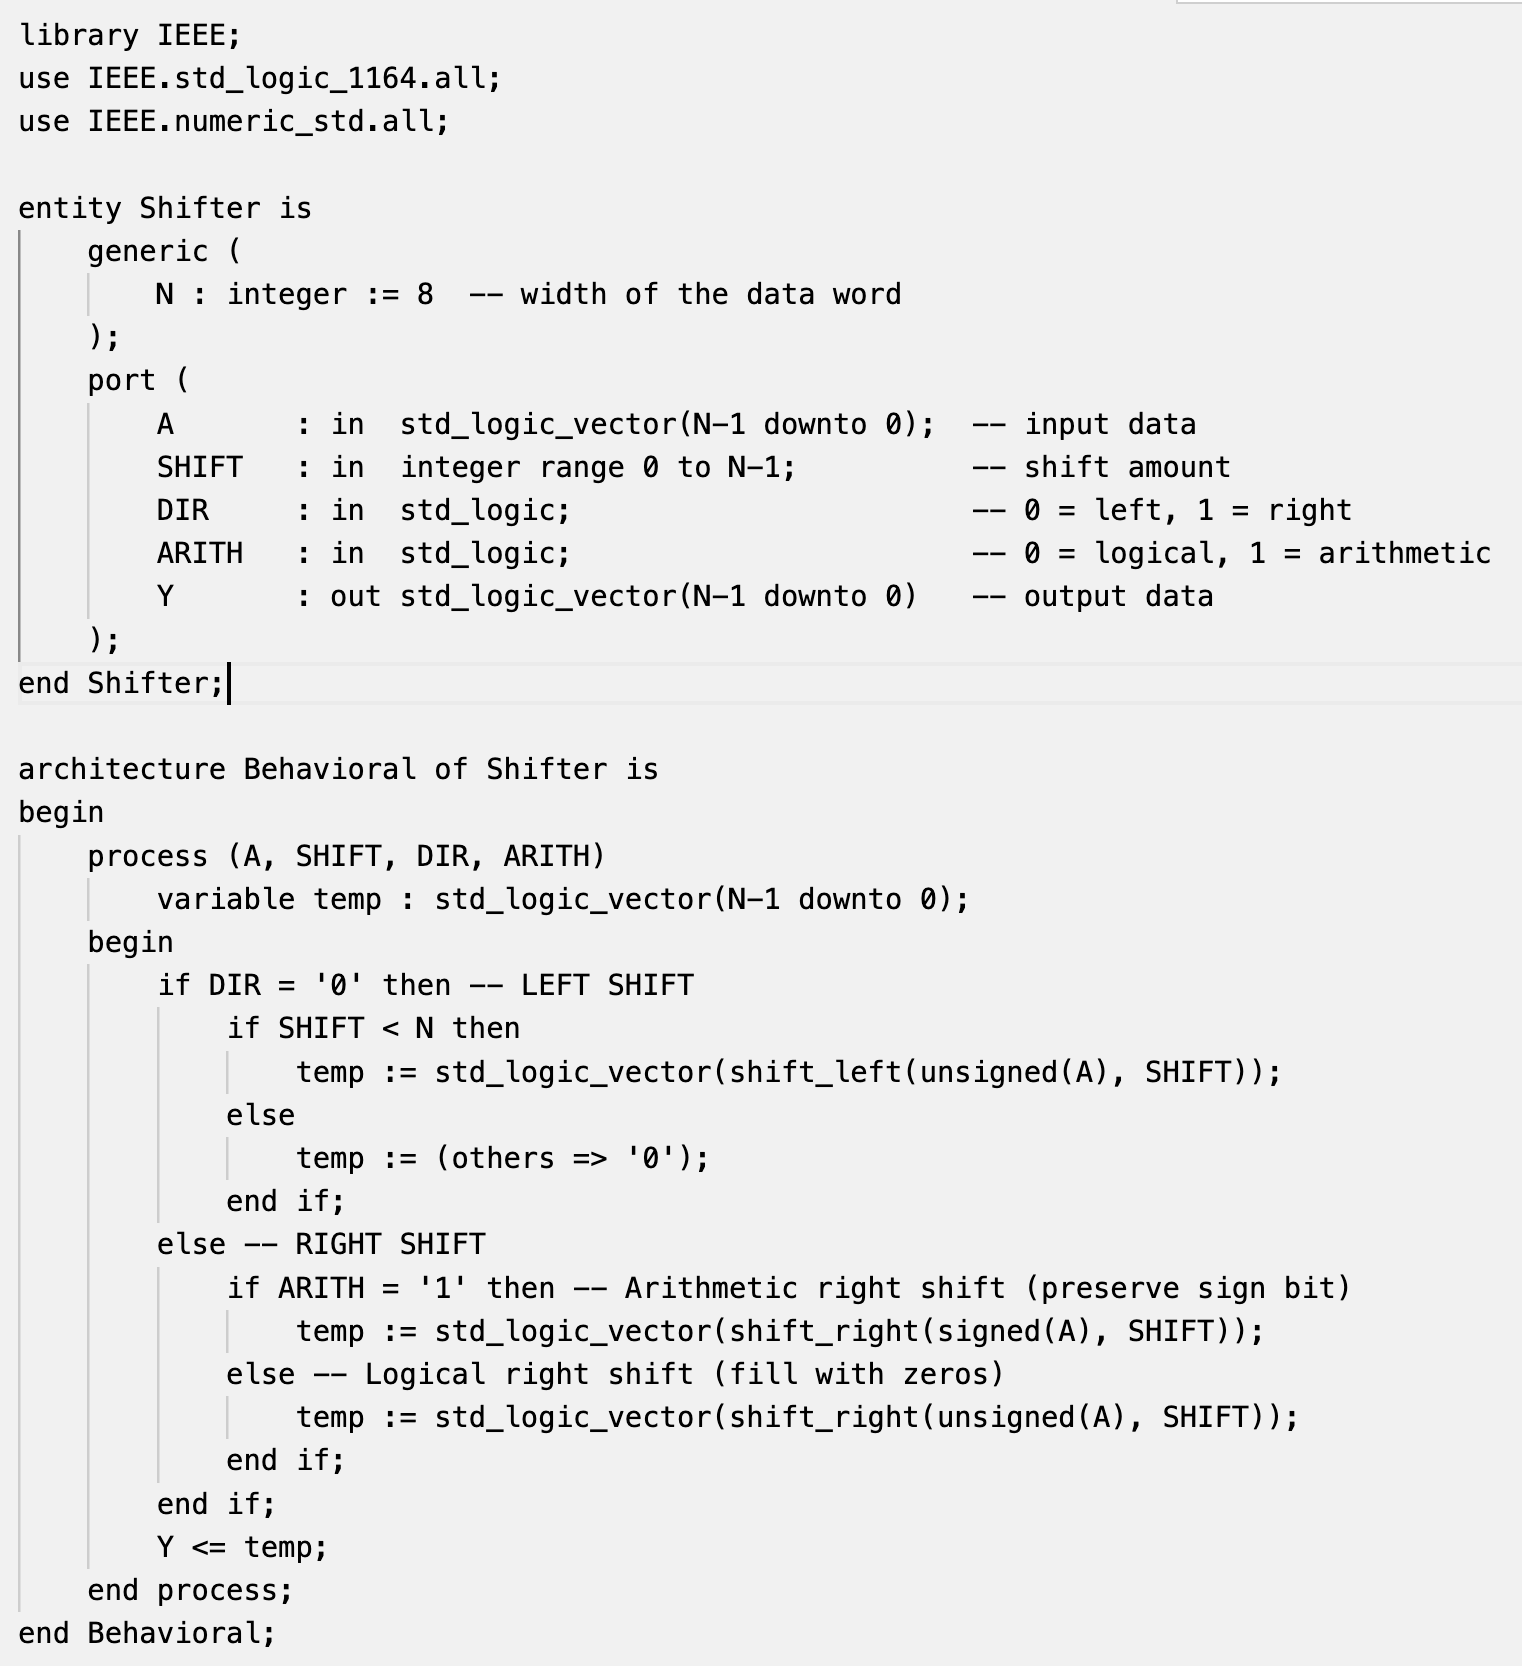 library IEEE;
use IEEE.std_logic_1164.all;
use IEEE.numeric_std.all;

entity Shifter is
    generic (
        N : integer := 8  -- width of the data word
    );
    port (
        A       : in  std_logic_vector(N-1 downto 0);  -- input data
        SHIFT   : in  integer range 0 to N-1;          -- shift amount
        DIR     : in  std_logic;                       -- 0 = left, 1 = right
        ARITH   : in  std_logic;                       -- 0 = logical, 1 = arithmetic
        Y       : out std_logic_vector(N-1 downto 0)   -- output data
    );
end Shifter;

architecture Behavioral of Shifter is
begin
    process (A, SHIFT, DIR, ARITH)
        variable temp : std_logic_vector(N-1 downto 0);
    begin
        if DIR = '0' then -- LEFT SHIFT
            if SHIFT < N then
                temp := std_logic_vector(shift_left(unsigned(A), SHIFT));
            else
                temp := (others => '0');
            end if;
        else -- RIGHT SHIFT
            if ARITH = '1' then -- Arithmetic right shift (preserve sign bit)
                temp := std_logic_vector(shift_right(signed(A), SHIFT));
            else -- Logical right shift (fill with zeros)
                temp := std_logic_vector(shift_right(unsigned(A), SHIFT));
            end if;
        end if;
        Y <= temp;
    end process;
end Behavioral;